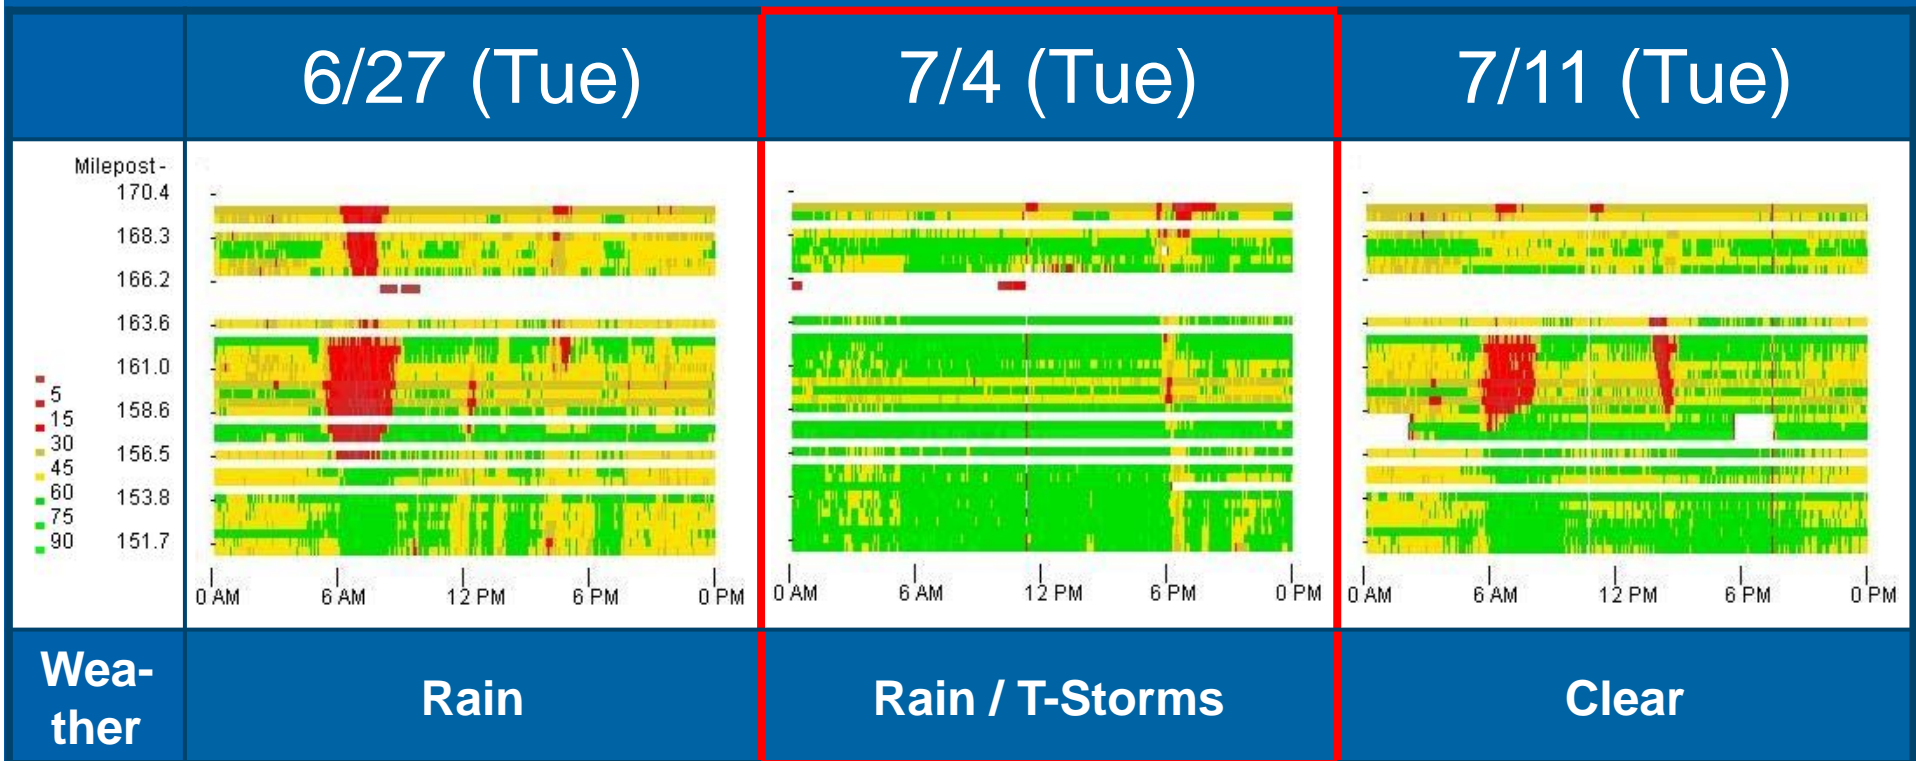 6/27 (Tue)
7/4 (Tue)
7/11 (Tue)
Milepost -
170.4
168.3
166.2
163.6
161.0
158.6
156.5
153.8
151.7
5
15
30
45
60
75
90
0 AM 6 AM 12 PM 6 PM 0 PM
0 AM 6 AM 12 PM 6 PM 0 PM
0 AM 6 AM 12 PM 6 PM 0 PM
Wea-
ther
Rain
Rain / T-Storms
Clear